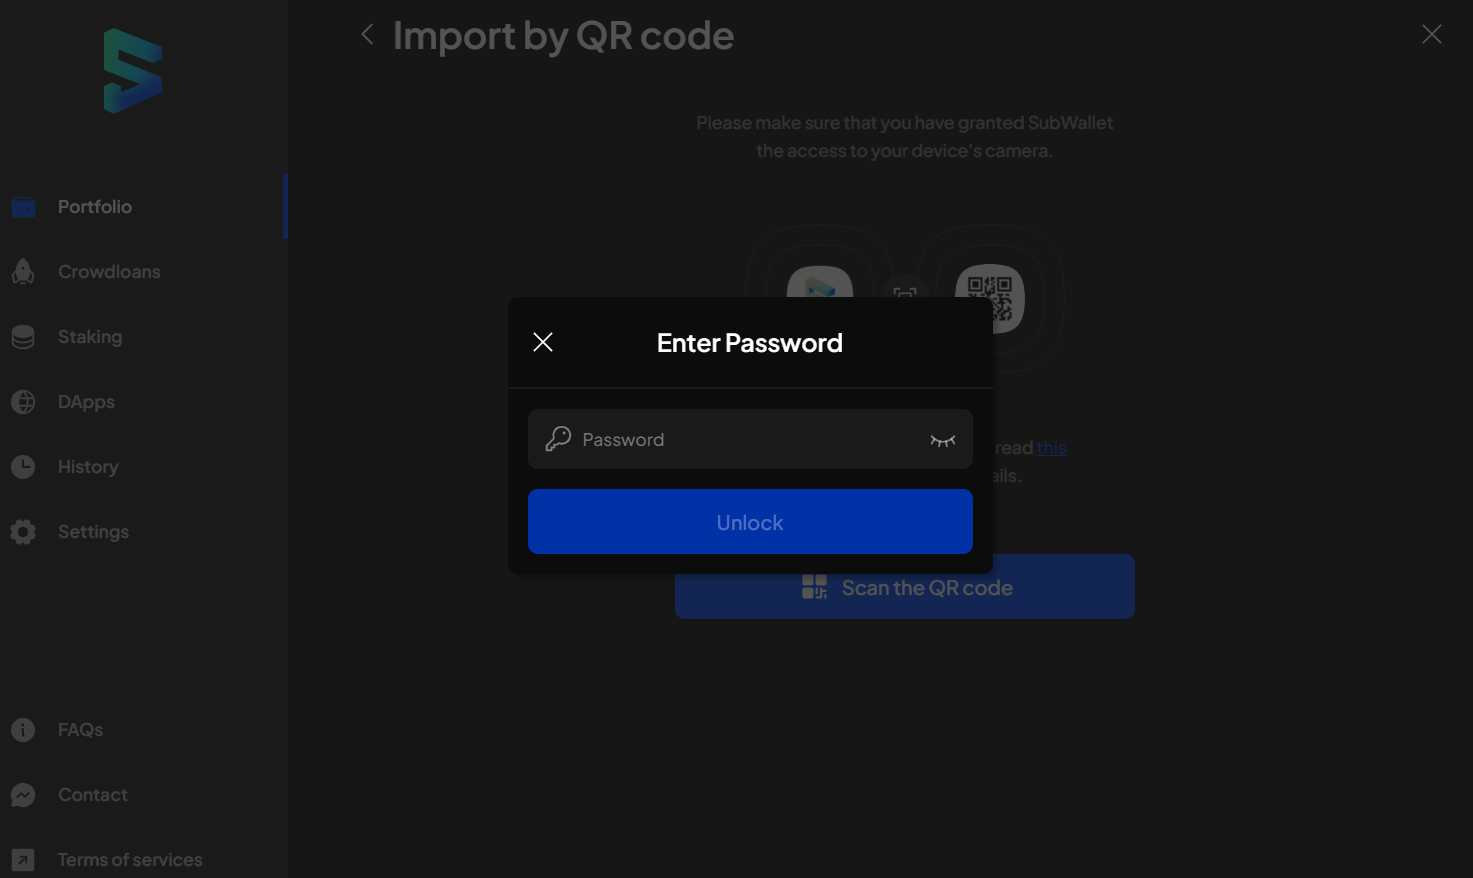 Import by QR code
Please make sure that you have granted SubWallet
the access to your device's camera.
Portfolio
Crowdloans
Staking
DApps
History
Settings
FAQs
Contact
Terms of services
Enter Password
Password
Unlock
read this
ails.
Scan the QR code